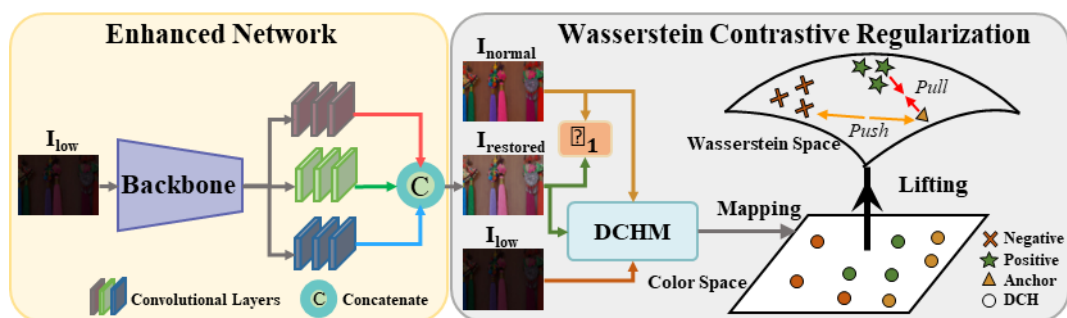 Enhanced Network
I_low
Backbone
C
Convolutional Layers
C Concatenate
Wasserstein Contrastive Regularization
I_normal
I_restored
1
I_low
DCHM
Mapping
Color Space
Lifting
Wasserstein Space
Pull
Push
Negative
Positive
Anchor
DCH